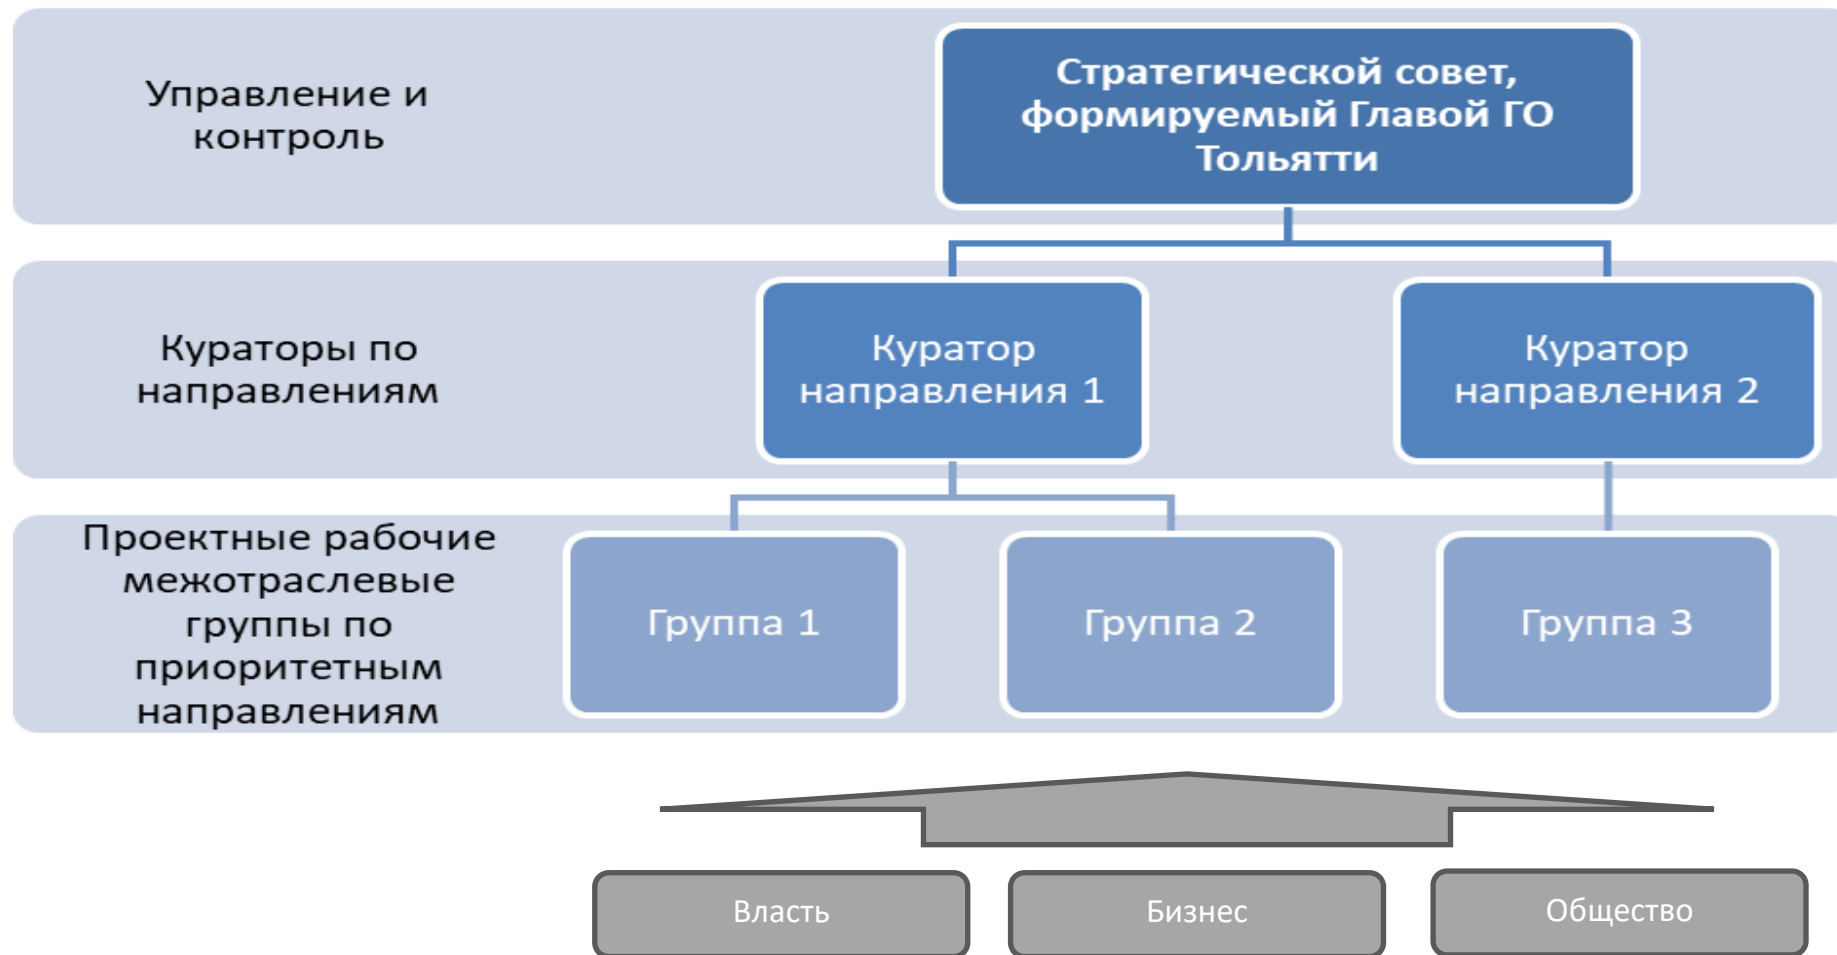 Управление и
контроль
Стратегической совет,
формируемый Главой ГО
Тольятти
Кураторы по
направлениям
Куратор
направления 1
Куратор
направления 2
Проектные рабочие
межотраслевые
группы по
приоритетным
направлениям
Группа 1
Группа 2
Группа 3
Власть
Бизнес
Общество